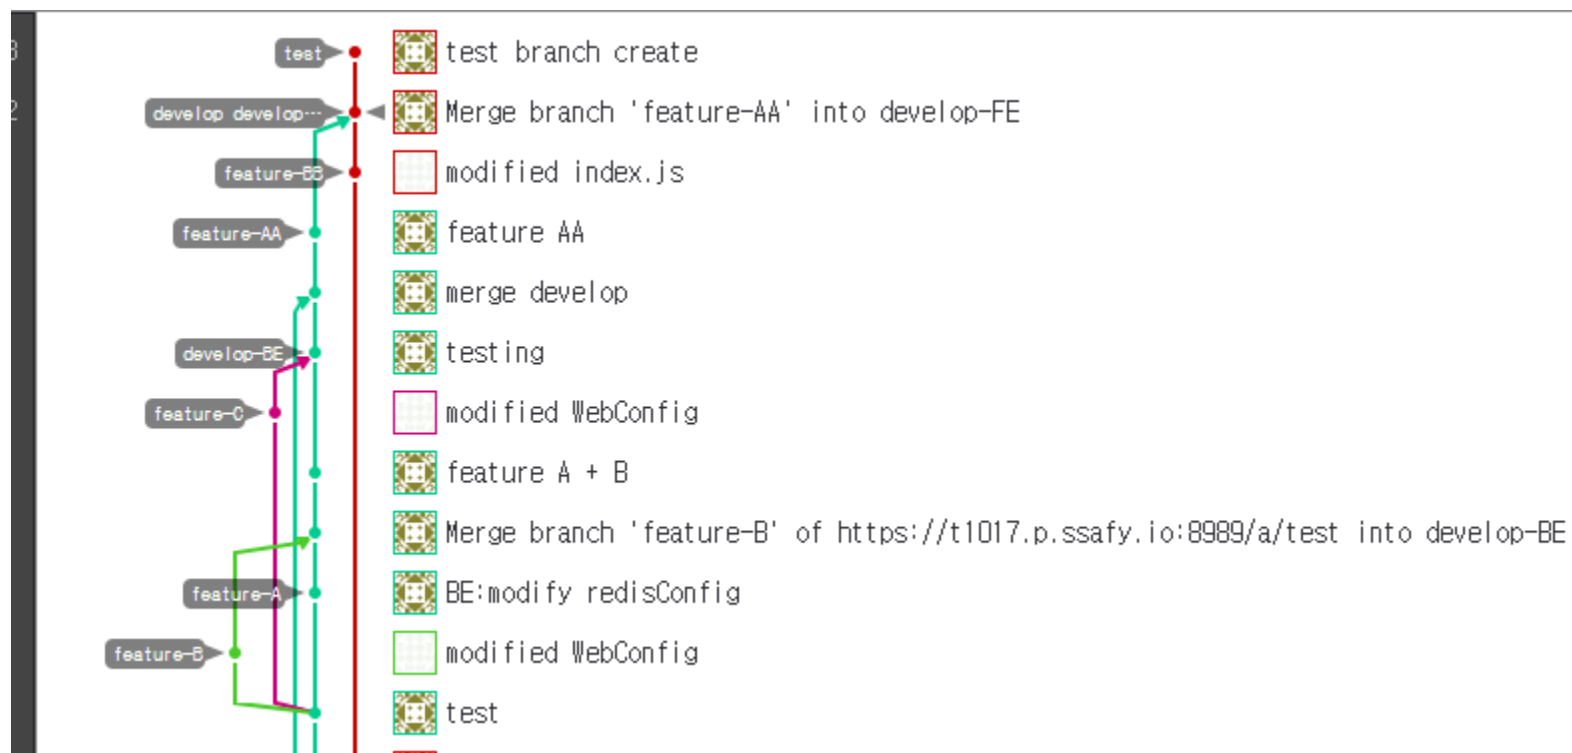 3
test test branch create
2
develop develop… Merge branch 'feature-AA' into develop-FE
feature-BB modified index.js
feature-AA feature AA
merge develop
develop-BE testing
feature-C modified WebConfig
feature A + B
Merge branch 'feature-B' of https://t1017.p.ssafy.io:8989/a/test into develop-BE
feature-A BE:modify redisConfig
feature-B modified WebConfig
test